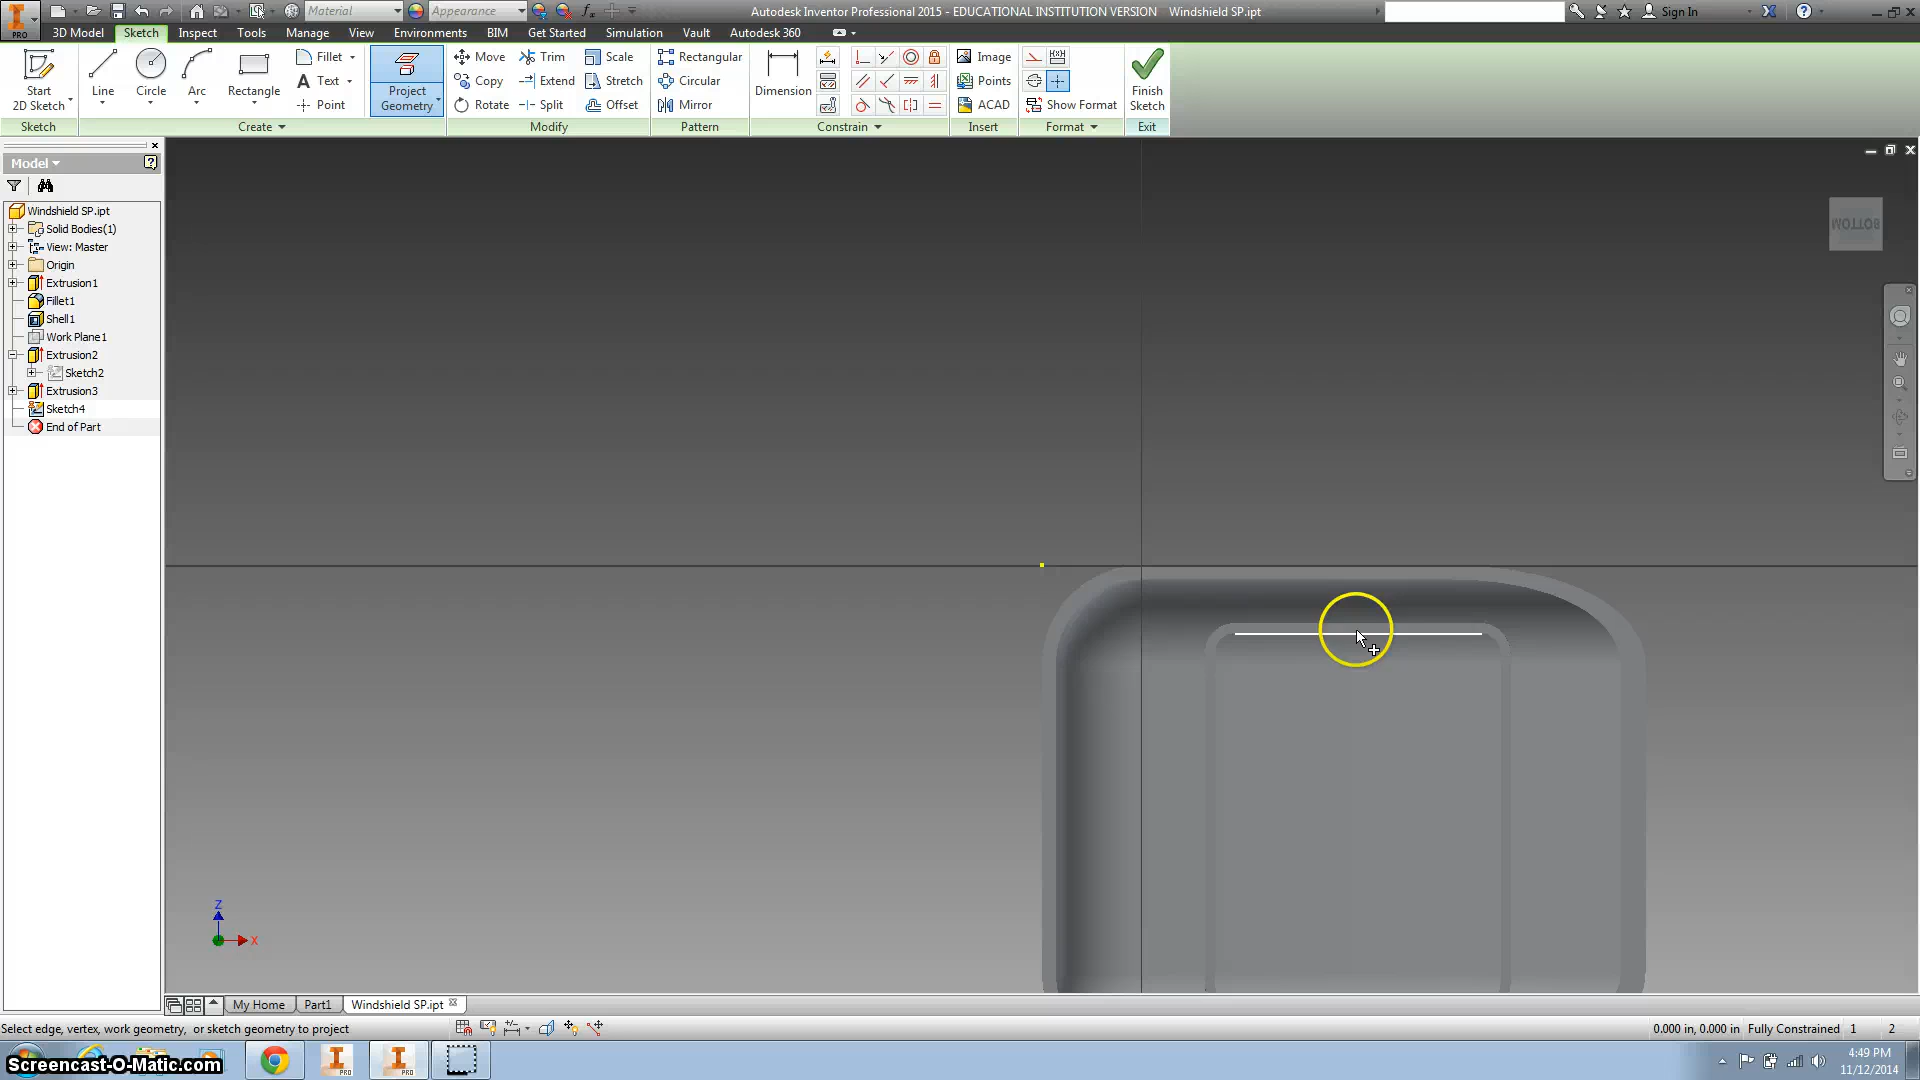 PRO
Material
Appearance
Autodesk Inventor Professional 2015 - EDUCATIONAL INSTITUTION VERSION Windshield SP.ipt
Sign In
3D Model Sketch Inspect Tools Manage View Environments BIM Get Started Simulation Vault Autodesk 360
Start
2D Sketch
Line
Circle
Arc
Rectangle
Fillet
Text
Point
Project
Geometry
Move
Copy
Rotate
Trim
Extend
Split
Scale
Stretch
Offset
Rectangular
Circular
Mirror
Dimension
Image
Points
ACAD
Show Format
Finish
Sketch
Sketch Create Modify Pattern Constrain Insert Format Exit
Model
Windshield SP.ipt
Solid Bodies(1)
View: Master
Origin
Extrusion1
Fillet1
Shell1
Work Plane1
Extrusion2
Sketch2
Extrusion3
Sketch4
End of Part
BOTTOM
Z
X
My Home Part1 Windshield SP.ipt
Select edge, vertex, work geometry, or sketch geometry to project
0.000 in, 0.000 in Fully Constrained 1 2
Screencast-O-Matic.com
PRO
PRO
4:49 PM
11/12/2014